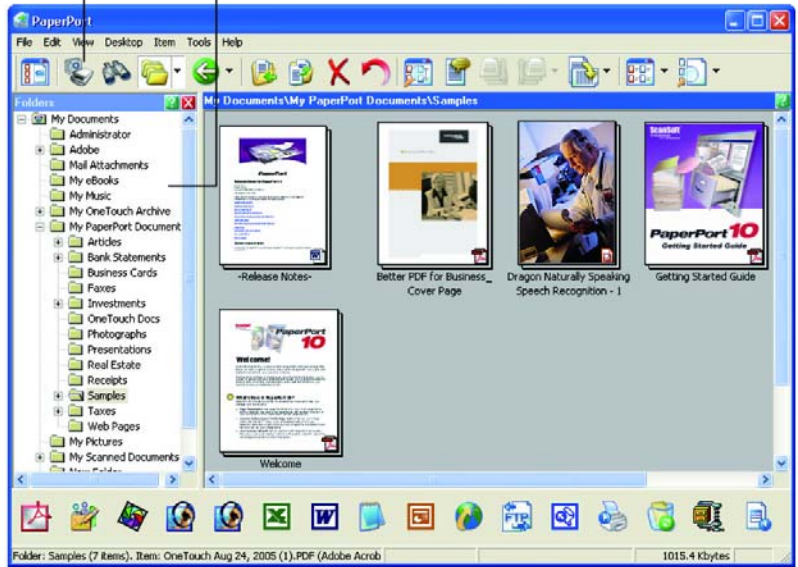 PaperPort
File Edit View Desktop Item Tools Help
Folders
My Documents\My PaperPort Documents\Samples
My Documents
Administrator
Adobe
Mail Attachments
My eBooks
My Music
My OneTouch Archive
My PaperPort Document
Articles
Bank Statements
Business Cards
Faxes
Investments
OneTouch Docs
Photographs
Presentations
Real Estate
Receipts
Samples
Taxes
Web Pages
My Pictures
My Scanned Documents
New Folder
PaperPort
-Release Notes-
Better PDF for Business_
Cover Page
Dragon Naturally Speaking
Speech Recognition - 1
ScanSoft
PaperPort 10
Getting Started Guide
Getting Started Guide
PaperPort
10
Welcome!
Welcome
FTP
Folder: Samples (7 items). Item: OneTouch Aug 24, 2005 (1).PDF (Adobe Acrob
1015.4 Kbytes